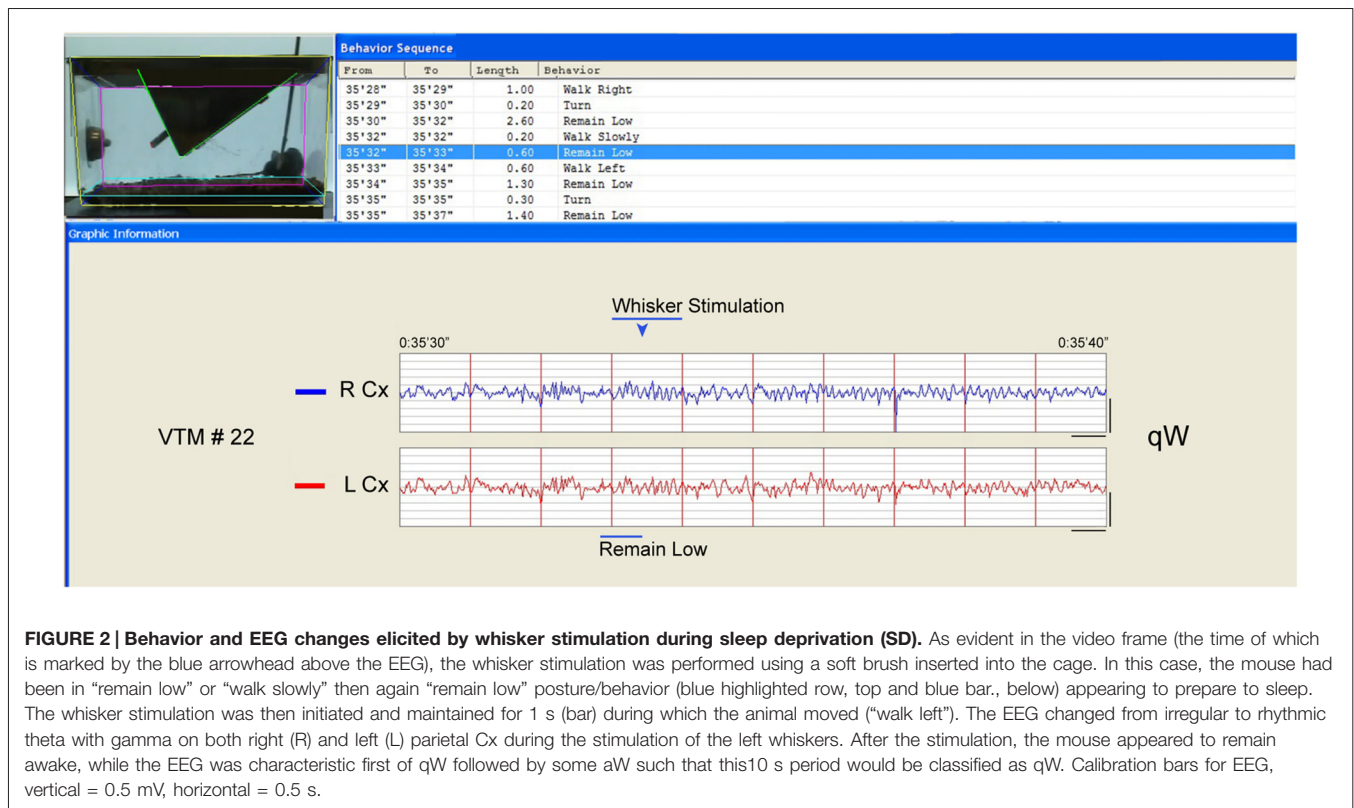 Behavior Sequence
From To Length Behavior
35'28" 35'29" 1.00 Walk Right
35'29" 35'30" 0.20 Turn
35'30" 35'32" 2.60 Remain Low
35'32" 35'32" 0.20 Walk Slowly
35'32" 35'33" 0.60 Remain Low
35'33" 35'34" 0.60 Walk Left
35'34" 35'35" 1.30 Remain Low
35'35" 35'35" 0.30 Turn
35'35" 35'37" 1.40 Remain Low
Graphic Information
Whisker Stimulation
0:35'30" 0:35'40"
R Cx
VTM # 22 qW
L Cx
Remain Low
FIGURE 2 | Behavior and EEG changes elicited by whisker stimulation during sleep deprivation (SD). As evident in the video frame (the time of which
is marked by the blue arrowhead above the EEG), the whisker stimulation was performed using a soft brush inserted into the cage. In this case, the mouse had
been in “remain low” or “walk slowly” then again “remain low” posture/behavior (blue highlighted row, top and blue bar., below) appearing to prepare to sleep.
The whisker stimulation was then initiated and maintained for 1 s (bar) during which the animal moved (“walk left”). The EEG changed from irregular to rhythmic
theta with gamma on both right (R) and left (L) parietal Cx during the stimulation of the left whiskers. After the stimulation, the mouse appeared to remain
awake, while the EEG was characteristic first of qW followed by some aW such that this10 s period would be classified as qW. Calibration bars for EEG,
vertical = 0.5 mV, horizontal = 0.5 s.